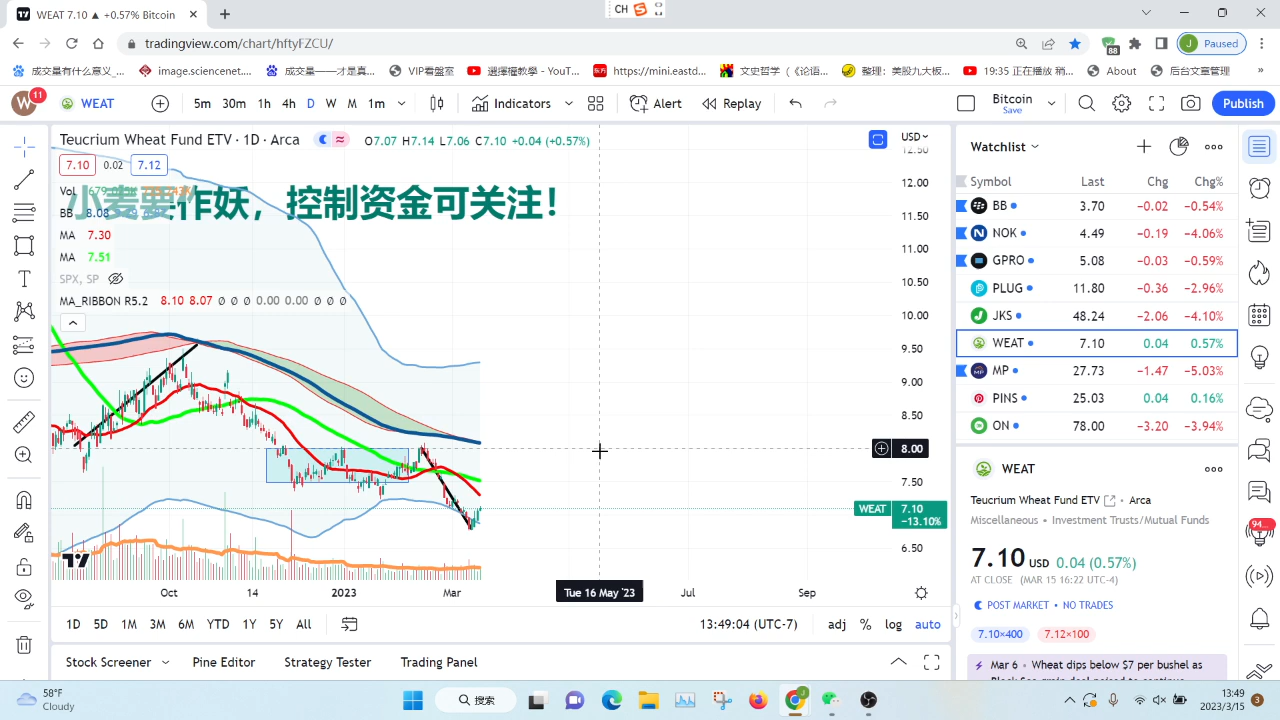 WEAT 7.10 ▲ +0.57% Bitcoin
CH
tradingview.com/chart/hftyFZCU/
88
J Paused
成交量有什么意义_...
image.sciencenet....
成交量——才是真...
VIP看盤室
選擇權教學 - YouT...
https://mini.eastd...
文史哲学（《论语...
整理：美股九大板...
19:35 正在播放 稍...
About
后台文章管理
»
W 11
WEAT
5m 30m 1h 4h D W M 1m
Indicators
Alert
Replay
Bitcoin
Save
Publish
Teucrium Wheat Fund ETV · 1D · Arca
O7.07 H7.14 L7.06 C7.10 +0.04 (+0.57%)
7.10 0.02 7.12
Vol
BB 8.08
小麦要作妖，控制资金可关注！
MA 7.30
MA 7.51
SPX, SP
MA_RIBBON R5.2 8.10 8.07 ∅ ∅ ∅ 0.00 0.00 ∅ ∅ ∅
USD
12.50
12.00
11.50
11.00
10.50
10.00
9.50
9.00
8.50
8.00
7.50
WEAT 7.10
−13.10%
6.50
Oct 14 2023 Mar Tue 16 May '23 Jul Sep
1D 5D 1M 3M 6M YTD 1Y 5Y All
13:49:04 (UTC-7) adj % log auto
Stock Screener Pine Editor Strategy Tester Trading Panel
Watchlist
Symbol Last Chg Chg%
BB 3.70 −0.02 −0.54%
NOK 4.49 −0.19 −4.06%
GPRO 5.08 −0.03 −0.59%
PLUG 11.80 −0.36 −2.96%
JKS 48.24 −2.06 −4.10%
WEAT 7.10 0.04 0.57%
MP 27.73 −1.47 −5.03%
PINS 25.03 0.04 0.16%
ON 78.00 −3.20 −3.94%
WEAT
Teucrium Wheat Fund ETV • Arca
Miscellaneous • Investment Trusts/Mutual Funds
7.10 USD 0.04 (0.57%)
AT CLOSE (MAR 15 16:22 UTC-4)
POST MARKET • NO TRADES
7.10×400 7.12×100
Mar 6 • Wheat dips below $7 per bushel as
94...
58°F
Cloudy
搜索
13:49
2023/3/15
3